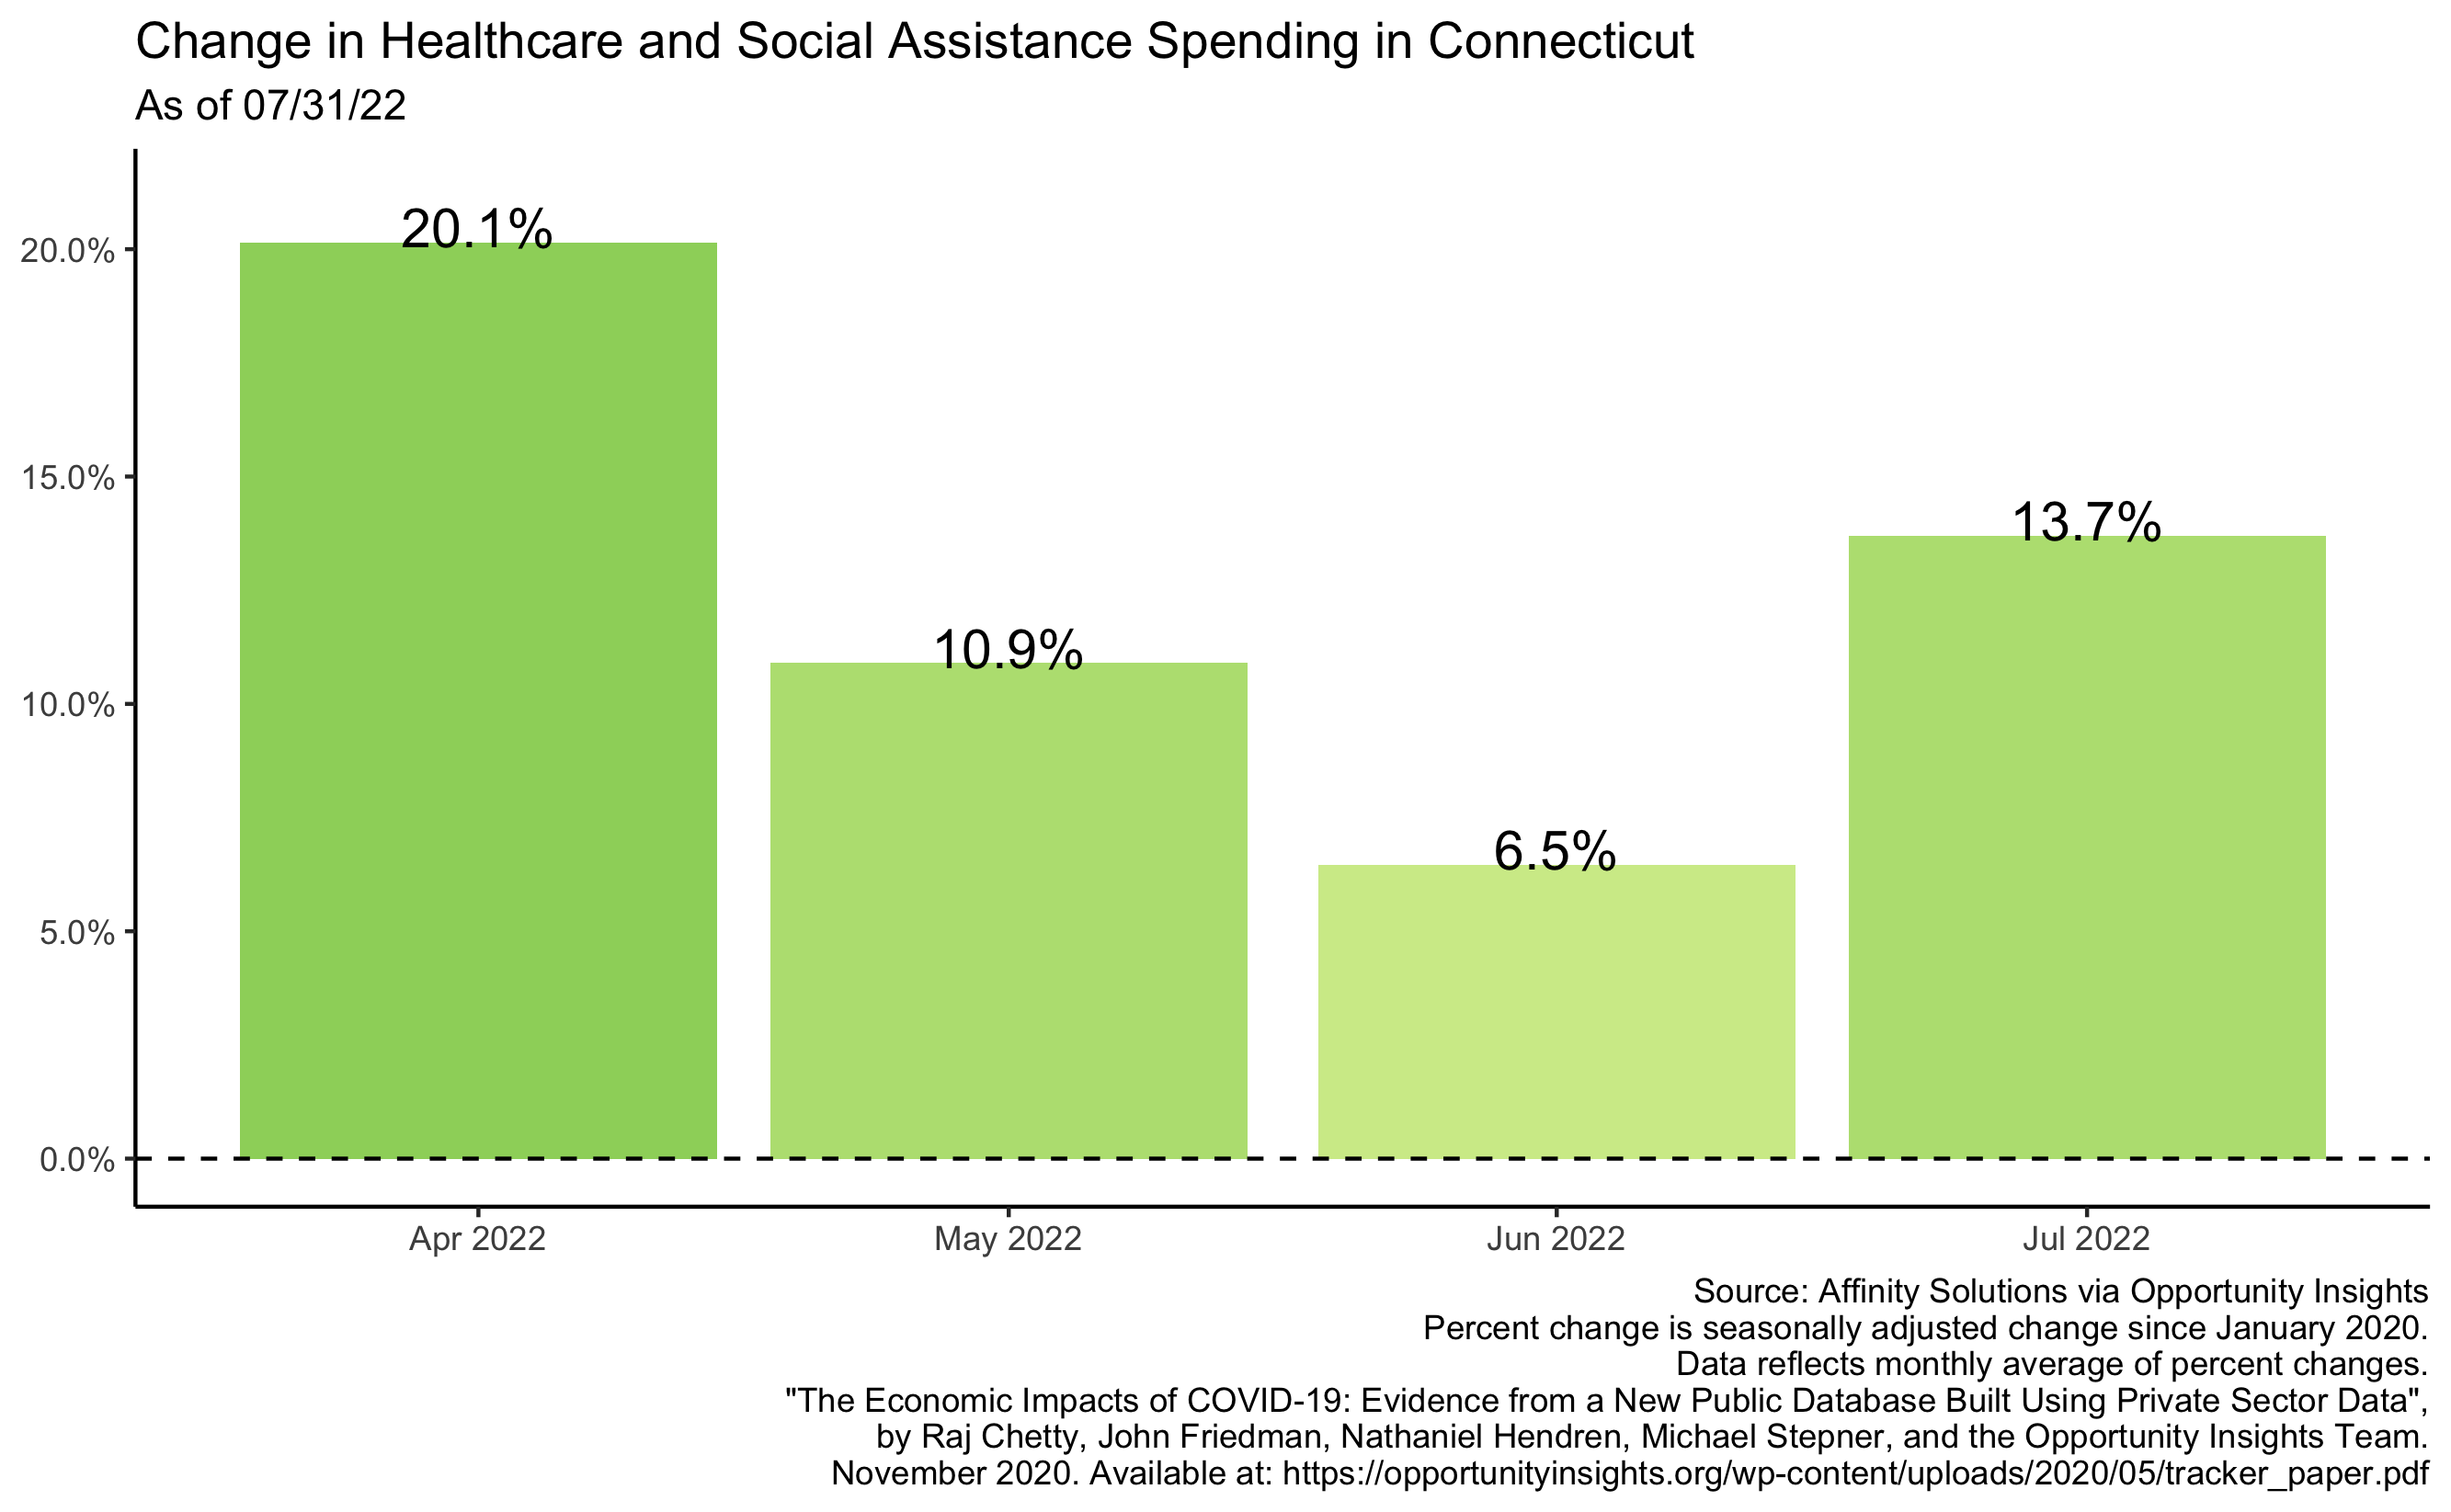 Change in Healthcare and Social Assistance Spending in Connecticut
As of 07/31/22
20.1%
20.0%
15.0%
13.7%
10.9%
10.0%
6.5%
5.0%
0.0%
Apr 2022 May 2022 Jun 2022 Jul 2022
Source: Affinity Solutions via Opportunity Insights
Percent change is seasonally adjusted change since January 2020.
Data reflects monthly average of percent changes.
"The Economic Impacts of COVID-19: Evidence from a New Public Database Built Using Private Sector Data",
by Raj Chetty, John Friedman, Nathaniel Hendren, Michael Stepner, and the Opportunity Insights Team.
November 2020. Available at: https://opportunityinsights.org/wp-content/uploads/2020/05/tracker_paper.pdf